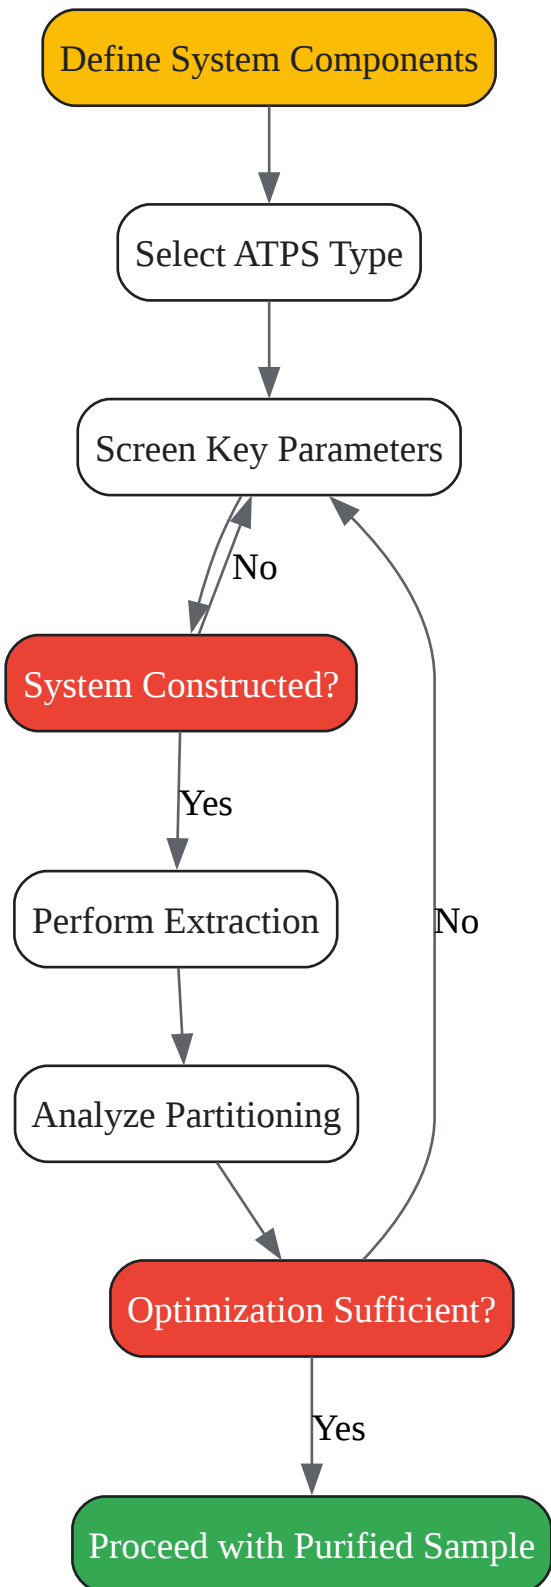 Define System Components
Select ATPS Type
Screen Key Parameters
No
System Constructed?
Yes
Perform Extraction
No
Analyze Partitioning
Optimization Sufficient?
Yes
Proceed with Purified Sample